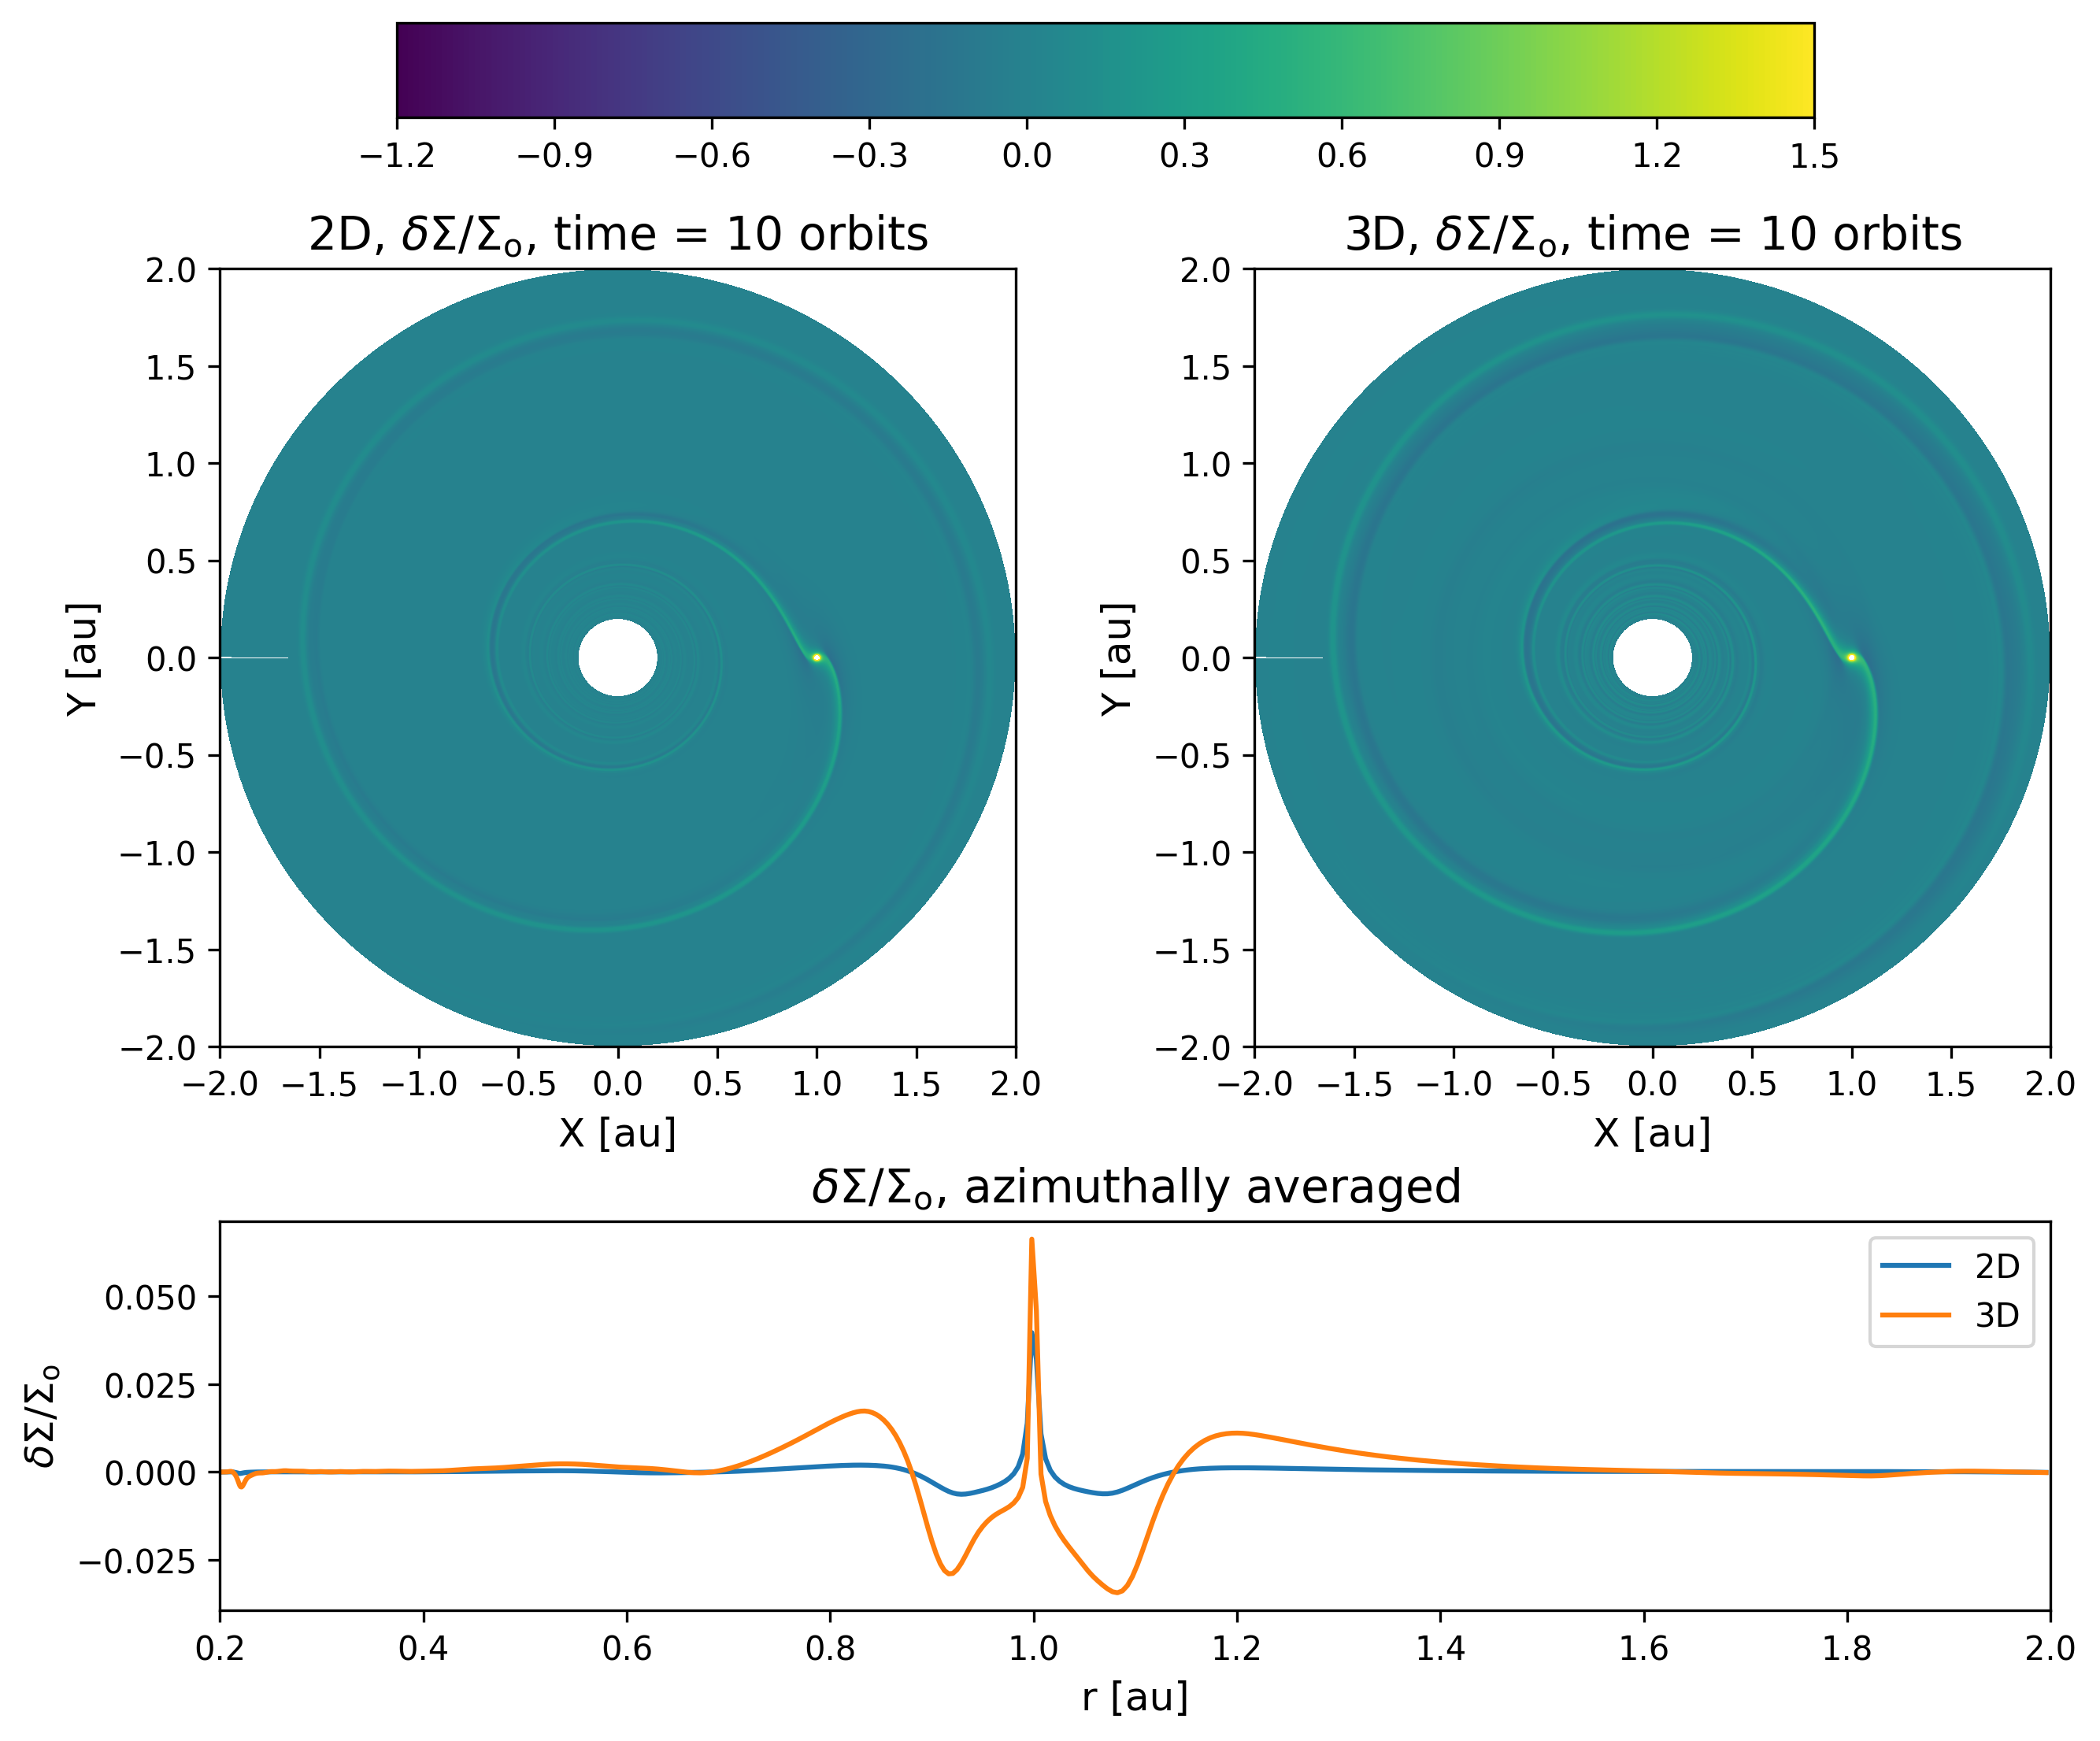 −1.2 −0.9 −0.6 −0.3 0.0 0.3 0.6 0.9 1.2 1.5
2D, δΣ/Σo, time = 10 orbits
2.0
1.5
1.0
0.5
0.0
−0.5
−1.0
−1.5
−2.0
Y [au]
−2.0 −1.5 −1.0 −0.5 0.0 0.5 1.0 1.5 2.0
X [au]
3D, δΣ/Σo, time = 10 orbits
2.0
1.5
1.0
0.5
0.0
−0.5
−1.0
−1.5
−2.0
Y [au]
−2.0 −1.5 −1.0 −0.5 0.0 0.5 1.0 1.5 2.0
X [au]
δΣ/Σo, azimuthally averaged
0.050
0.025
0.000
−0.025
δΣ/Σo
2D
3D
0.2 0.4 0.6 0.8 1.0 1.2 1.4 1.6 1.8 2.0
r [au]